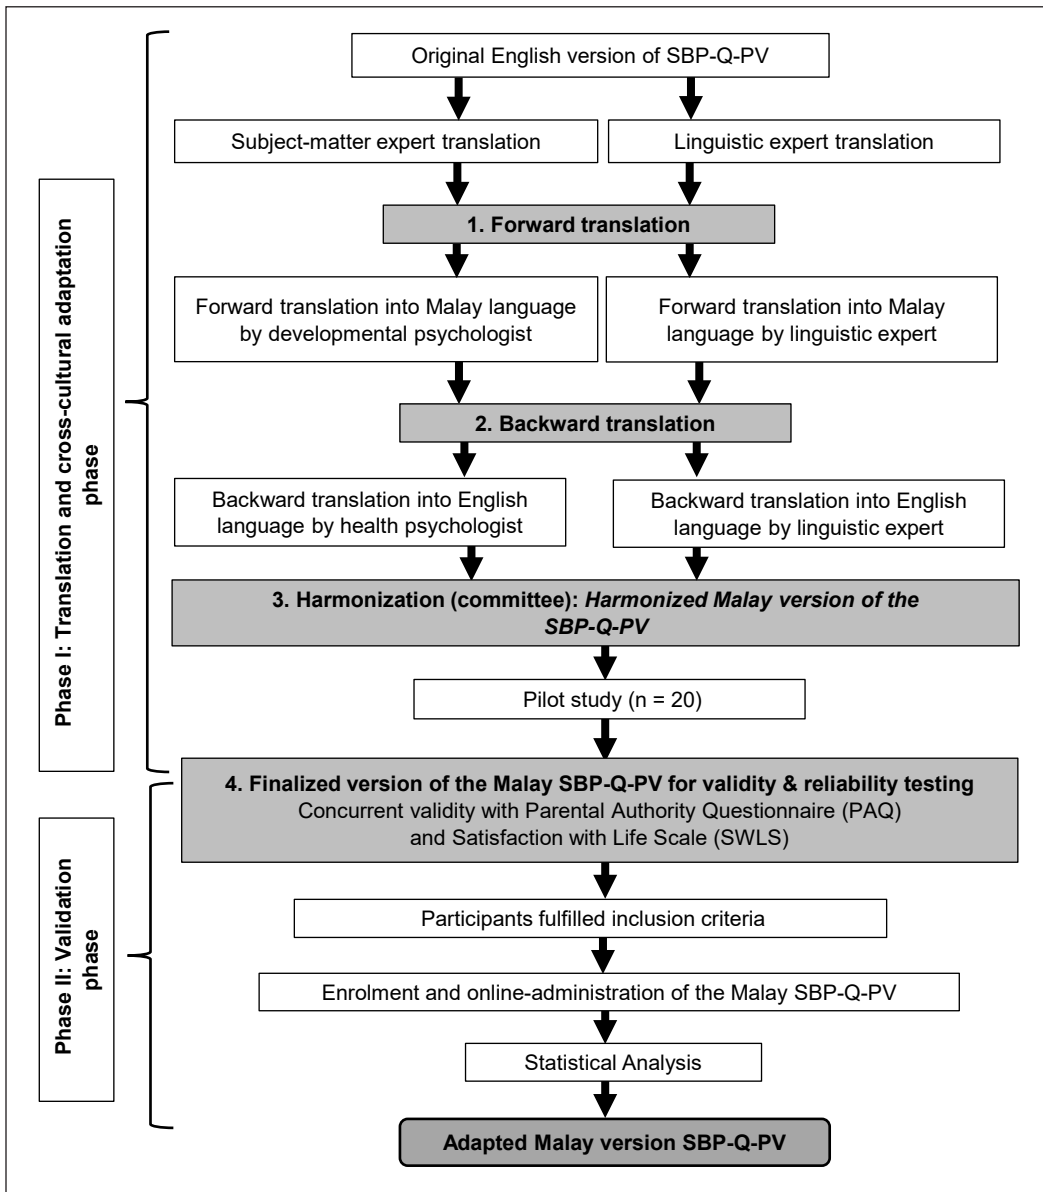 Original English version of SBP-Q-PV
Subject-matter expert translation
Linguistic expert translation
1. Forward translation
Forward translation into Malay language
by developmental psychologist
Forward translation into Malay
language by linguistic expert
2. Backward translation
Backward translation into English
language by health psychologist
Backward translation into English
language by linguistic expert
3. Harmonization (committee): Harmonized Malay version of the
SBP-Q-PV
Pilot study (n = 20)
Phase I: Translation and cross-cultural adaptation
phase
4. Finalized version of the Malay SBP-Q-PV for validity & reliability testing
Concurrent validity with Parental Authority Questionnaire (PAQ)
and Satisfaction with Life Scale (SWLS)
Participants fulfilled inclusion criteria
Enrolment and online-administration of the Malay SBP-Q-PV
Statistical Analysis
Adapted Malay version SBP-Q-PV
Phase II: Validation
phase